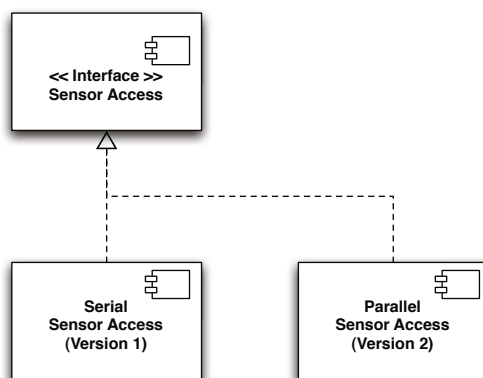 << Interface >>
Sensor Access
Serial
Sensor Access
(Version 1)
Parallel
Sensor Access
(Version 2)